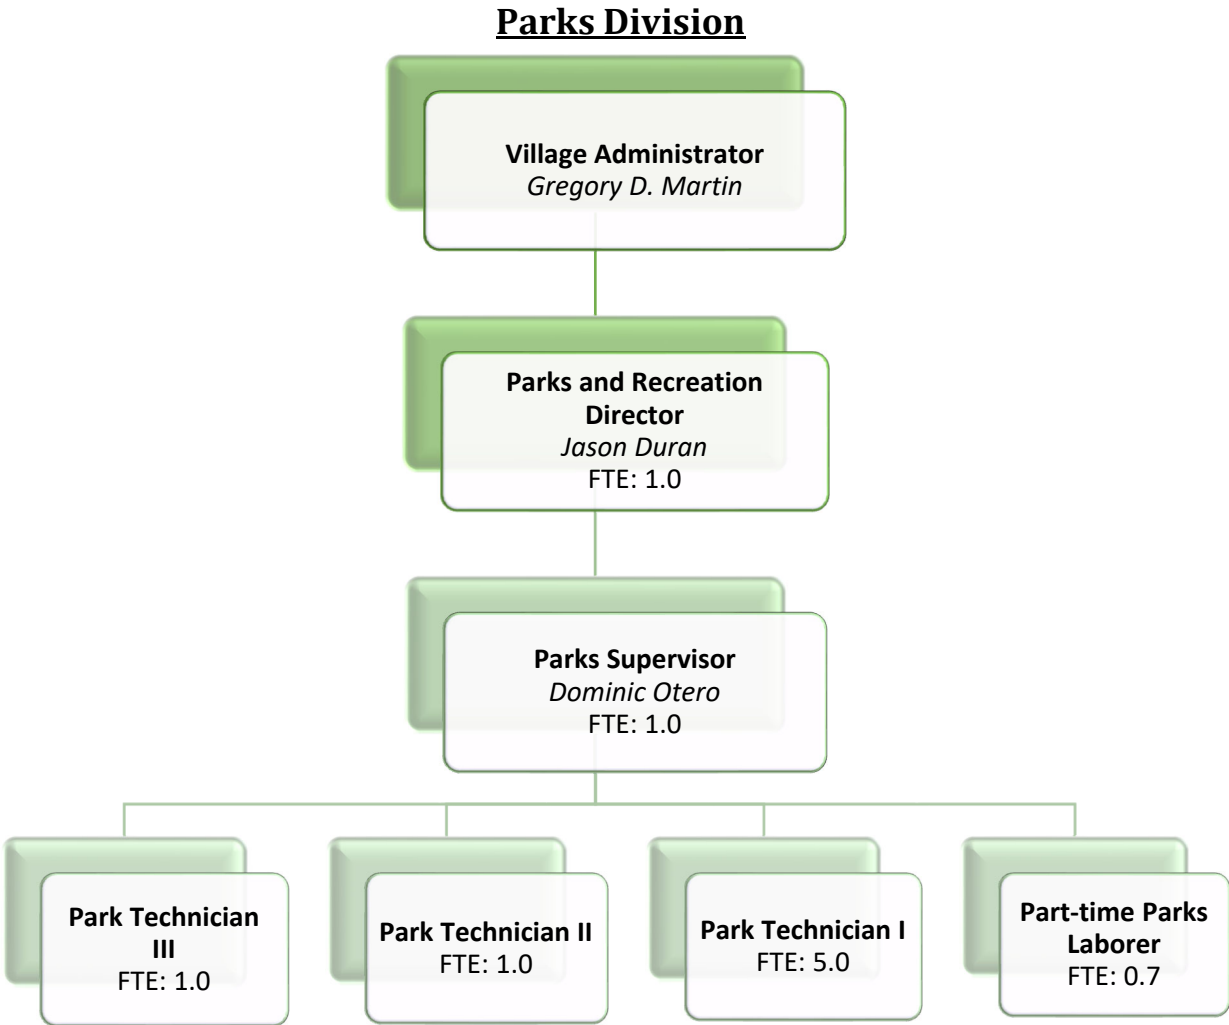 Parks Division
Village Administrator
Gregory D. Martin
Parks and Recreation
Director
Jason Duran
FTE: 1.0
Parks Supervisor
Dominic Otero
FTE: 1.0
Park Technician
III
FTE: 1.0
Park Technician II
FTE: 1.0
Park Technician I
FTE: 5.0
Part-time Parks
Laborer
FTE: 0.7